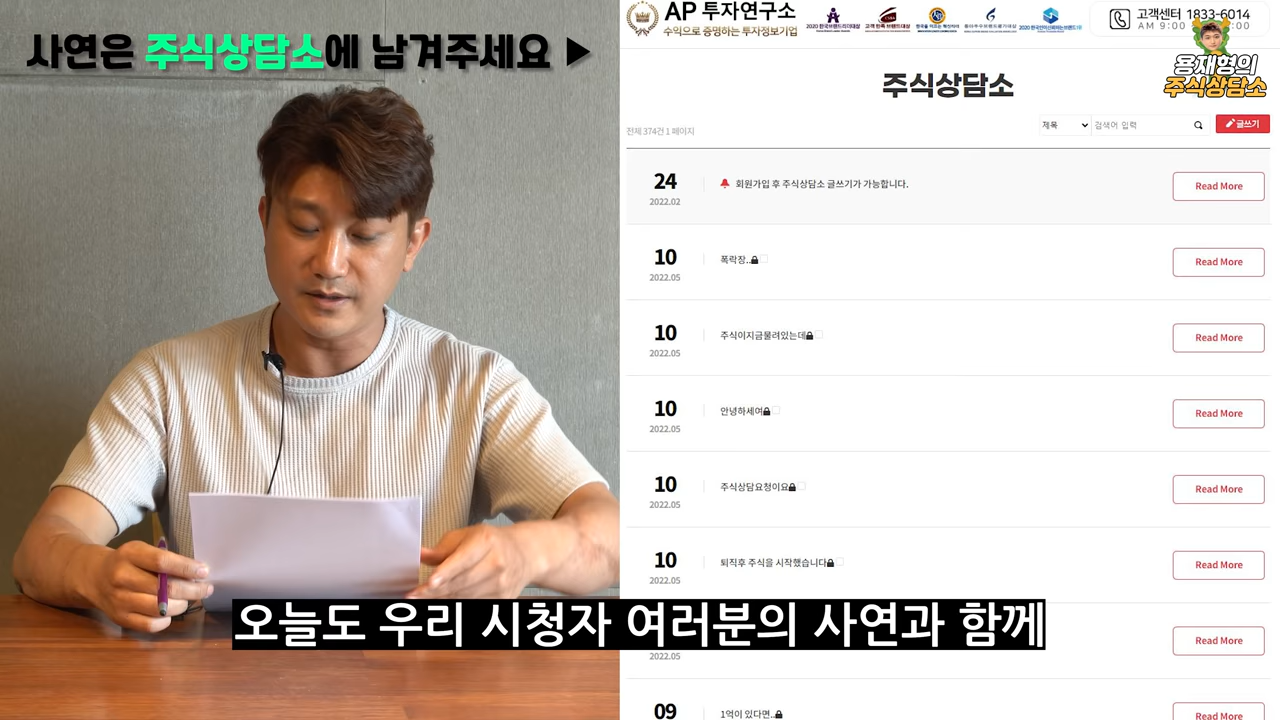 사연은 주식상담소에 남겨주세요 ▶
AP 투자연구소
수익으로 증명하는 투자정보기업
고객센터 1833-6014
용재형의
주식상담소
주식상담소
전체 374건 1 페이지
제목
검색어 입력
글쓰기
24
2022.02
회원가입 후 주식상담소 글쓰기가 가능합니다.
Read More
10
2022.05
폭락장..
Read More
10
2022.05
주식이지금물려있는데
Read More
10
2022.05
안녕하세여
Read More
10
2022.05
주식상담요청이요
Read More
10
2022.05
퇴직후 주식을 시작했습니다
Read More
오늘도 우리 시청자 여러분의 사연과 함께
2022.05
Read More
09
1억이 있다면..
Read More